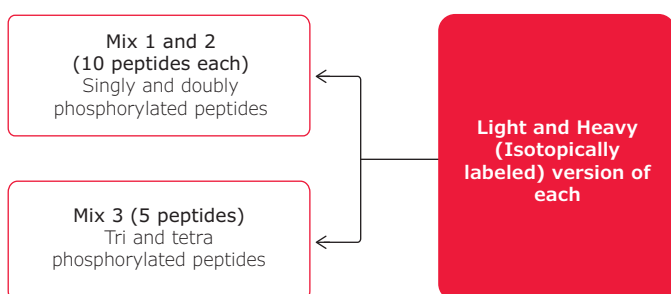 Mix 1 and 2
(10 peptides each)
Singly and doubly
phosphorylated peptides
Mix 3 (5 peptides)
Tri and tetra
phosphorylated peptides
Light and Heavy
(Isotopically
labeled) version of
each